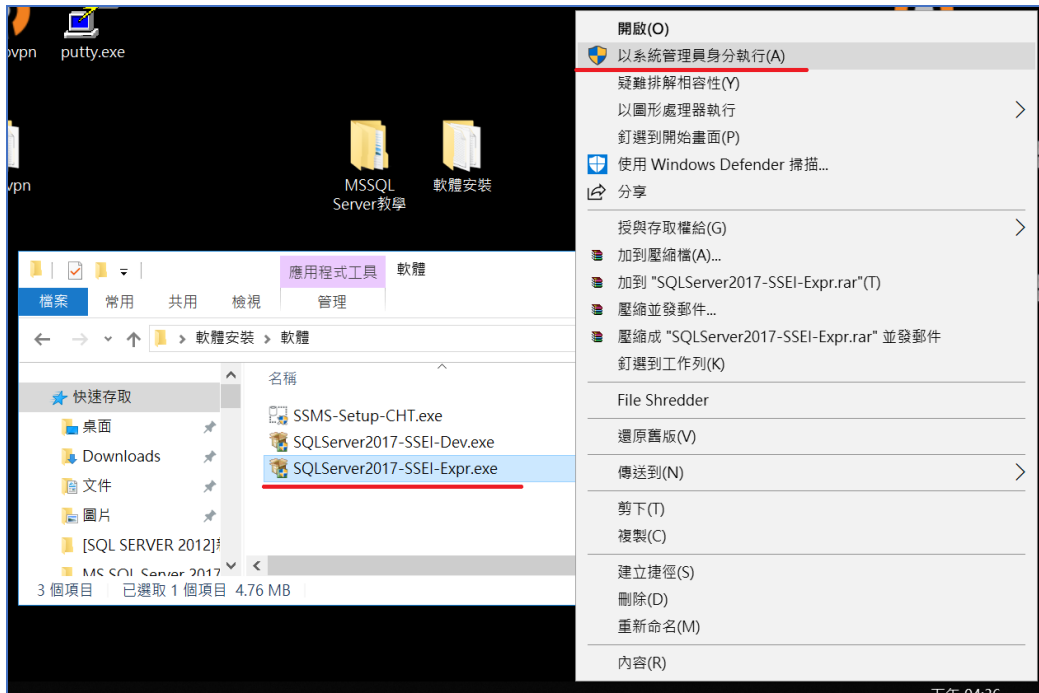 ovpn
putty.exe
vpn
MSSQL
Server教學
軟體安裝
應用程式工具
軟體
檔案
常用
共用
檢視
管理
軟體安裝
軟體
名稱
快速存取
SSMS-Setup-CHT.exe
桌面
SQLServer2017-SSEI-Dev.exe
Downloads
SQLServer2017-SSEI-Expr.exe
文件
圖片
[SQL SERVER 2012]
MS SQL Server 2017
3 個項目
已選取 1 個項目 4.76 MB
開啟(O)
以系統管理員身分執行(A)
疑難排解相容性(Y)
以圖形處理器執行
釘選到開始畫面(P)
使用 Windows Defender 掃描...
分享
授與存取權給(G)
加到壓縮檔(A)...
加到 "SQLServer2017-SSEI-Expr.rar"(T)
壓縮並發郵件...
壓縮成 "SQLServer2017-SSEI-Expr.rar" 並發郵件
釘選到工作列(K)
File Shredder
還原舊版(V)
傳送到(N)
剪下(T)
複製(C)
建立捷徑(S)
刪除(D)
重新命名(M)
內容(R)
下午 04:26